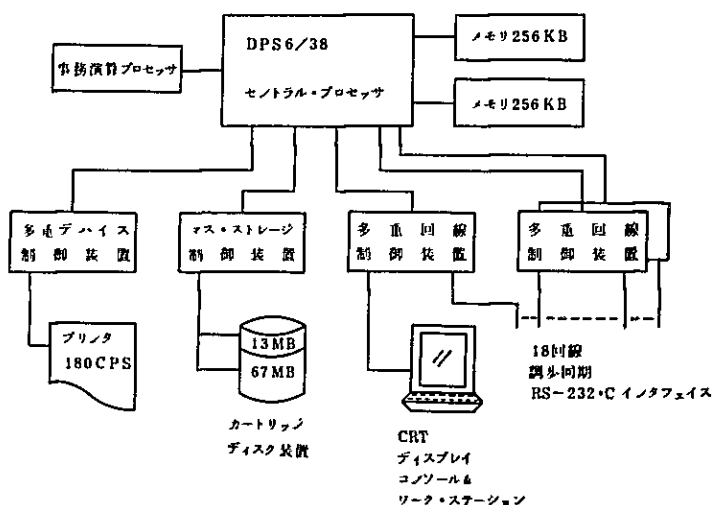 DPS6/38
セントラル・プロセッサ
事務演算プロセッサ
メモリ256KB
メモリ256KB
多重デバイス
制御装置
マス・ストレージ
制御装置
多重回線
制御装置
多重回線
制御装置
プリンタ
180CPS
13MB
67MB
カートリッジ
ディスク装置
CRT
ディスプレイ
コンソール&
ワーク・ステーション
18回線
調歩同期
RS-232・Cインタフェイス